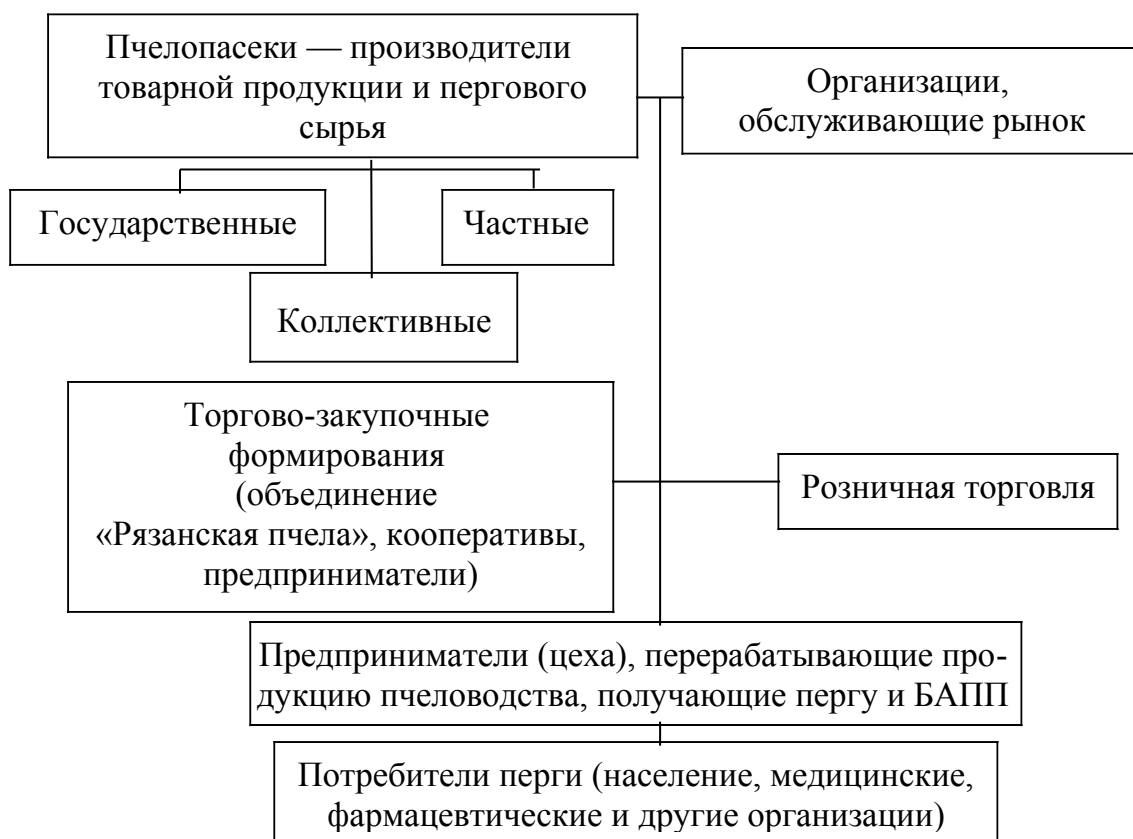 Пчелопасеки — производители
товарной продукции и пергового
сырья
Организации,
обслуживающие рынок
Государственные
Частные
Коллективные
Торгово-закупочные
формирования
(объединение
«Рязанская пчела», кооперативы,
предприниматели)
Розничная торговля
Предприниматели (цеха), перерабатывающие про-
дукцию пчеловодства, получающие пергу и БАПП
Потребители перги (население, медицинские,
фармацевтические и другие организации)